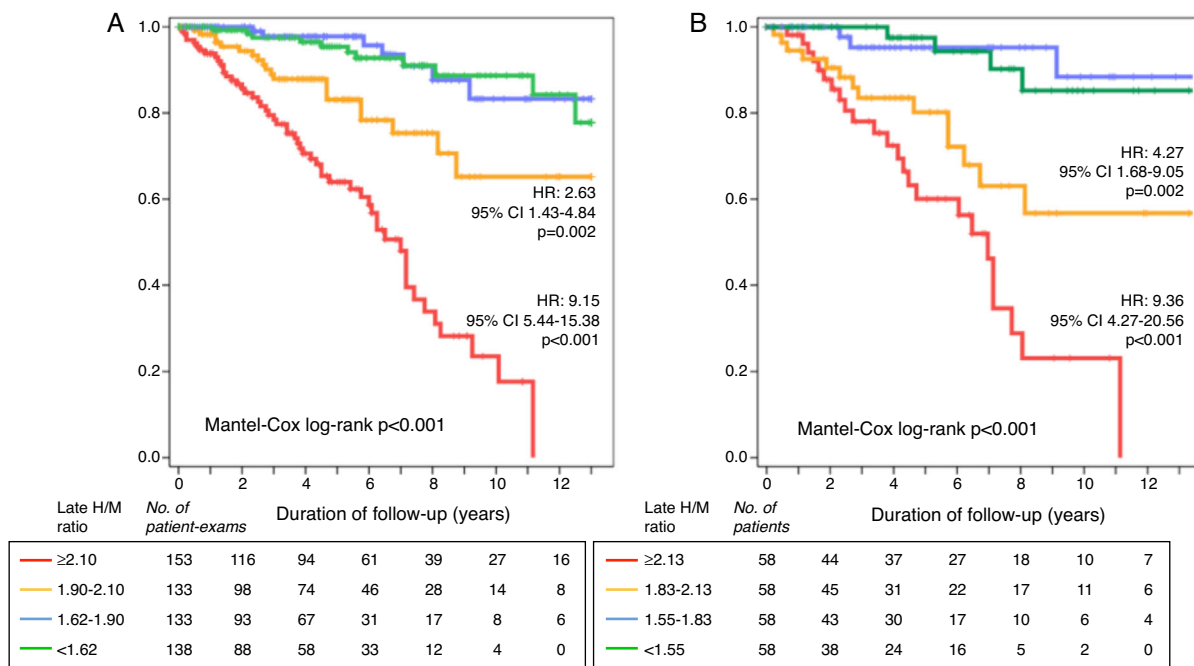 A
1.0
0.8
0.6
0.4
0.2
0.0
HR: 2.63
95% CI 1.43-4.84
p=0.002
HR: 9.15
95% CI 5.44-15.38
p<0.001
Mantel-Cox log-rank p<0.001
0 2 4 6 8 10 12
Late H/M
ratio
No. of
patient-exams
Duration of follow-up (years)
≥2.10 153 116 94 61 39 27 16
1.90-2.10 133 98 74 46 28 14 8
1.62-1.90 133 93 67 31 17 8 6
<1.62 138 88 58 33 12 4 0
B
1.0
0.8
0.6
0.4
0.2
0.0
HR: 4.27
95% CI 1.68-9.05
p=0.002
HR: 9.36
95% CI 4.27-20.56
p<0.001
Mantel-Cox log-rank p<0.001
0 2 4 6 8 10 12
Late H/M
ratio
No. of
patients
Duration of follow-up (years)
≥2.13 58 44 37 27 18 10 7
1.83-2.13 58 45 31 22 17 11 6
1.55-1.83 58 43 30 17 10 6 4
<1.55 58 38 24 16 5 2 0